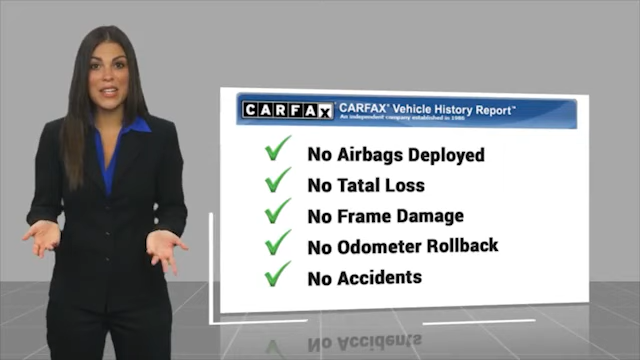 CARFAX CARFAX® Vehicle History Report™
An independent company established in 1986
No Airbags Deployed
No Tatal Loss
No Frame Damage
No Odometer Rollback
No Accidents
No Accidents